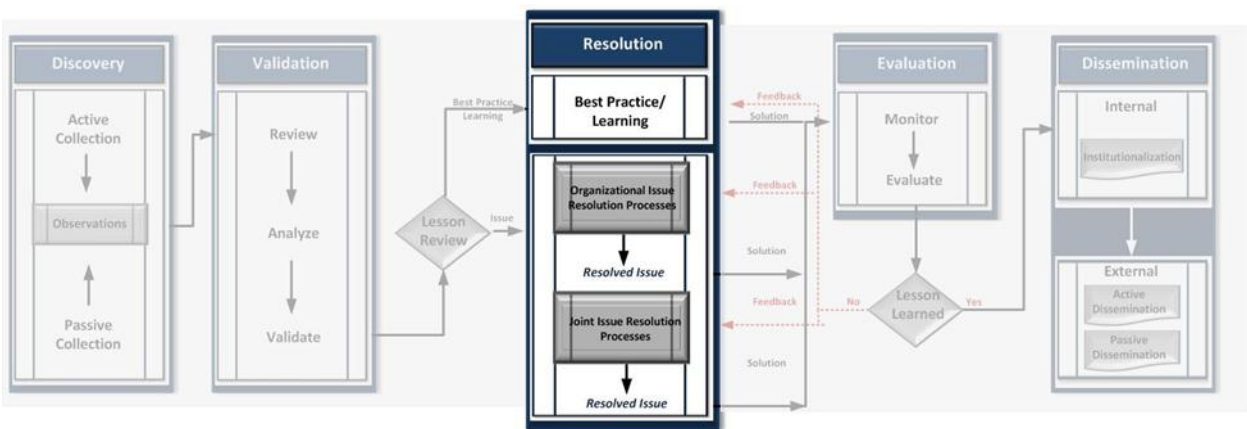 Discovery
Active
Collection
Observations
Passive
Collection
Validation
Review
Analyze
Validate
Best Practice
Learning
Lesson
Review
Issue
Resolution
Best Practice/
Learning
Organizational Issue
Resolution Processes
Resolved Issue
Joint Issue Resolution
Processes
Resolved Issue
Feedback
Solution
Feedback
Solution
Feedback
Solution
Evaluation
Monitor
Evaluate
No
Lesson
Learned
Yes
Dissemination
Internal
Institutionalization
External
Active
Dissemination
Passive
Dissemination